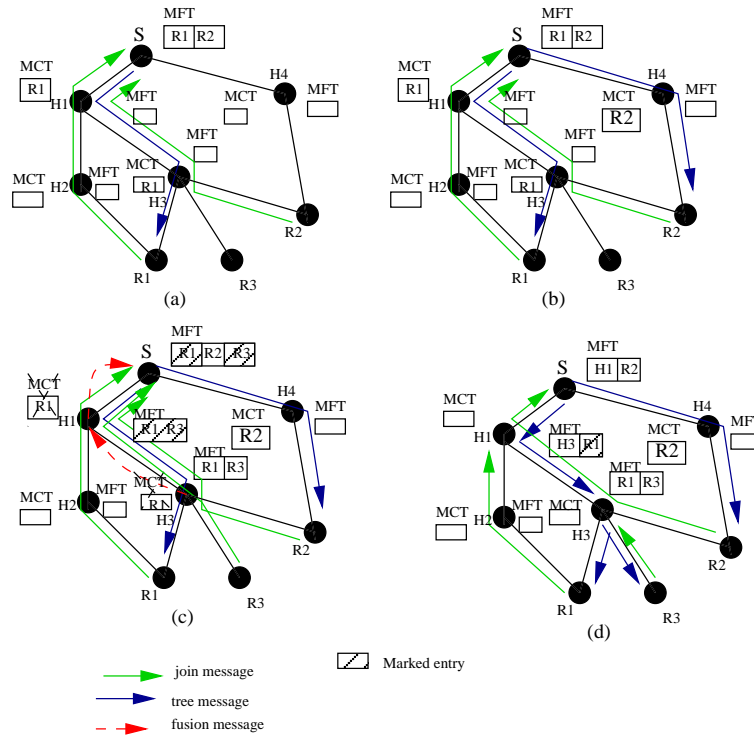 MFT
S
R1 R2
MCT
R1
H1
H4
MFT
MFT
MCT
MFT
MCT
R1
H3
MCT
MFT
H2
R2
R1
R3
(a)
MFT
S
R1 R2
MCT
R1
H1
H4
MFT
MFT
MCT
R2
MFT
MCT
R1
H3
MCT
MFT
H2
R2
R1
R3
(b)
MFT
S
R1 R2 R3
MCT
R1
H1
H4
MFT
MFT
R1 R3
MCT
R2
MFT
R1 R3
MCT
R1
H3
MCT
MFT
H2
R2
R1
R3
(c)
MFT
S
H1 R2
MCT
H1
H4
MFT
MFT
H3 R1
MCT
R2
MFT
R1 R3
MCT
H2
MFT
MCT
H3
R2
R1
R3
(d)
join message
Marked entry
tree message
fusion message